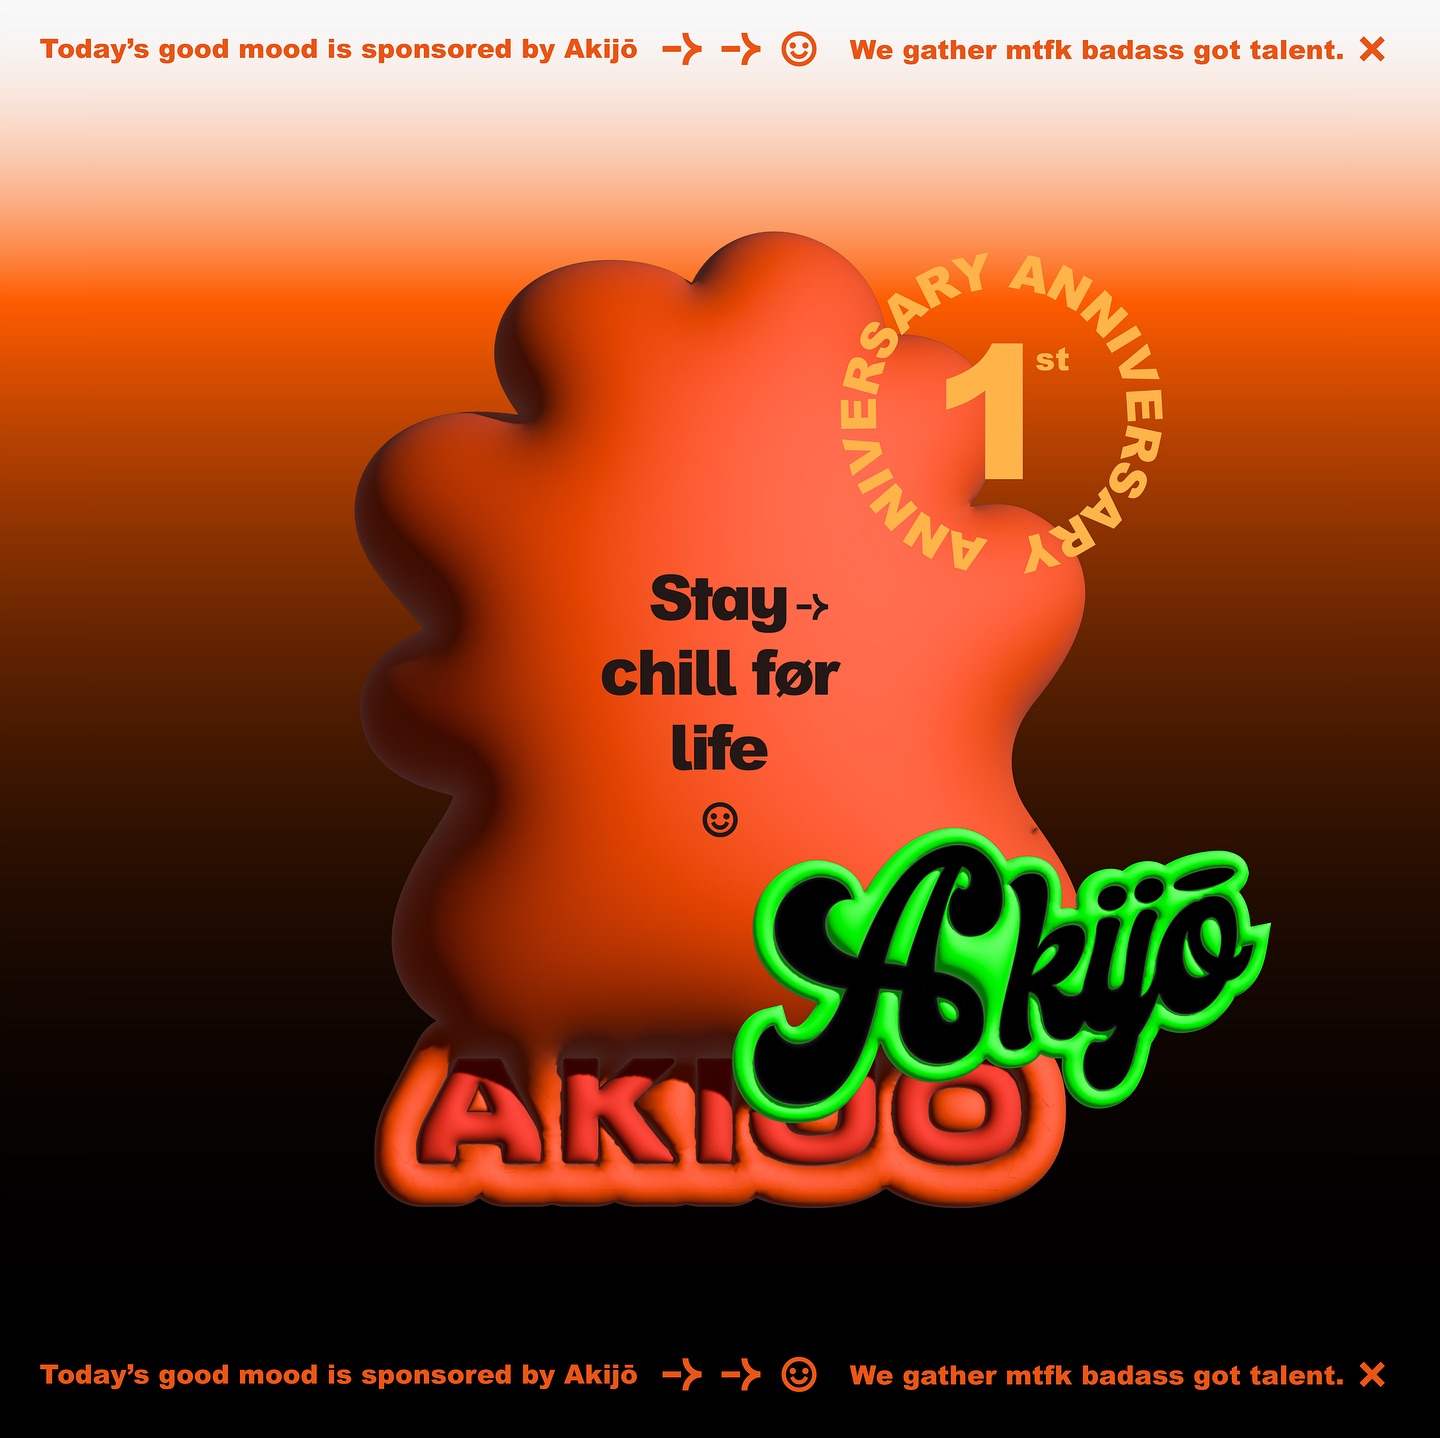 Today’s good mood is sponsored by Akijō We gather mtfk badass got talent.
ANNIVERSARY ANNIVERSARY
1st
Stay
chill før
life
Akijō
AKIJO
Today’s good mood is sponsored by Akijō We gather mtfk badass got talent.